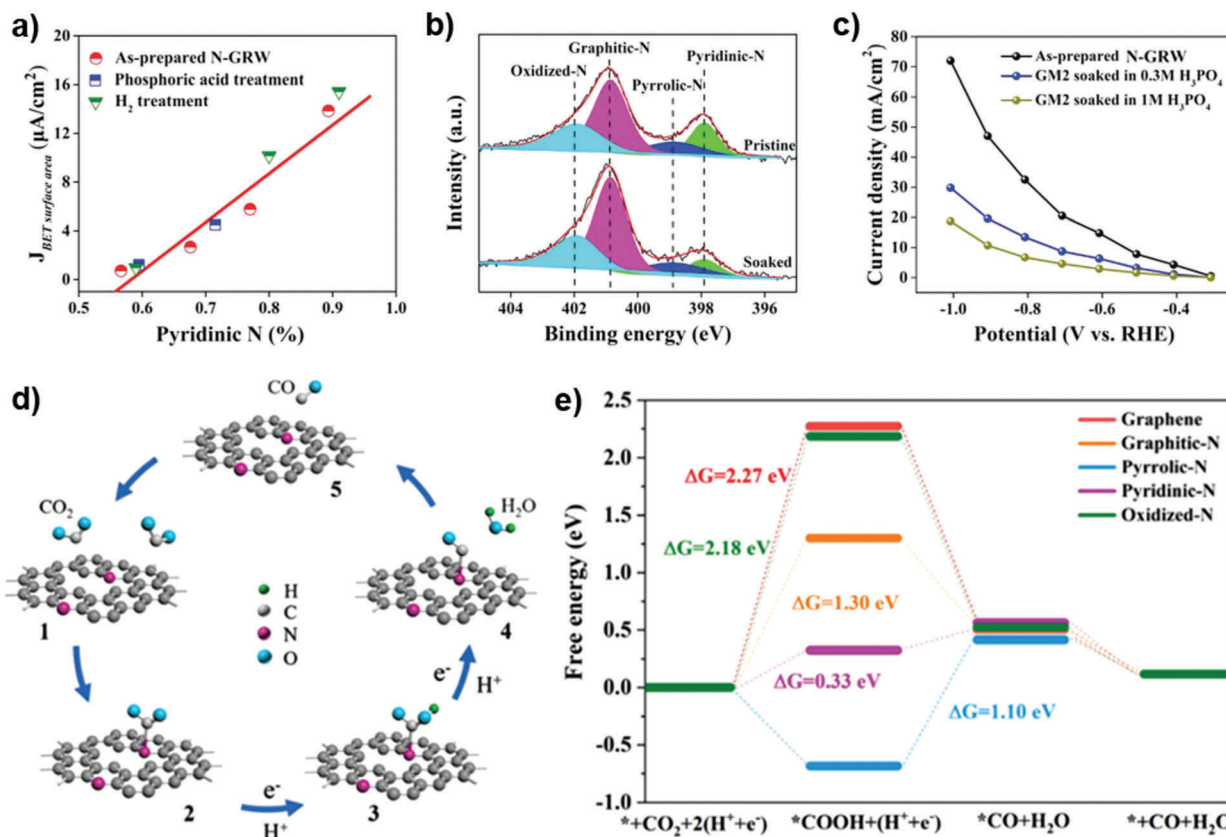 a)
20
16
12
8
4
0
J_BET surface area (μA/cm²)
As-prepared N-GRW
Phosphoric acid treatment
H₂ treatment
0.5 0.6 0.7 0.8 0.9 1.0
Pyridinic N (%)
b)
Intensity (a.u.)
Graphitic-N
Pyridinic-N
Oxidized-N
Pyrrolic-N
Pristine
Soaked
404 402 400 398 396
Binding energy (eV)
c)
80
70
60
50
40
30
20
10
0
Current density (mA/cm²)
As-prepared N-GRW
GM2 soaked in 0.3M H₃PO₄
GM2 soaked in 1M H₃PO₄
-1.0 -0.8 -0.6 -0.4
Potential (V vs. RHE)
d)
CO
5
CO₂
H₂O
H
C
N
O
1
4
e⁻
H⁺
2
e⁻
H⁺
3
e)
2.5
2.0
1.5
1.0
0.5
0.0
-0.5
-1.0
Free energy (eV)
Graphene
Graphitic-N
Pyrrolic-N
Pyridinic-N
Oxidized-N
ΔG=2.27 eV
ΔG=2.18 eV
ΔG=1.30 eV
ΔG=0.33 eV
ΔG=1.10 eV
*+CO₂+2(H⁺+e⁻) *COOH+(H⁺+e⁻) *CO+H₂O *+CO+H₂O